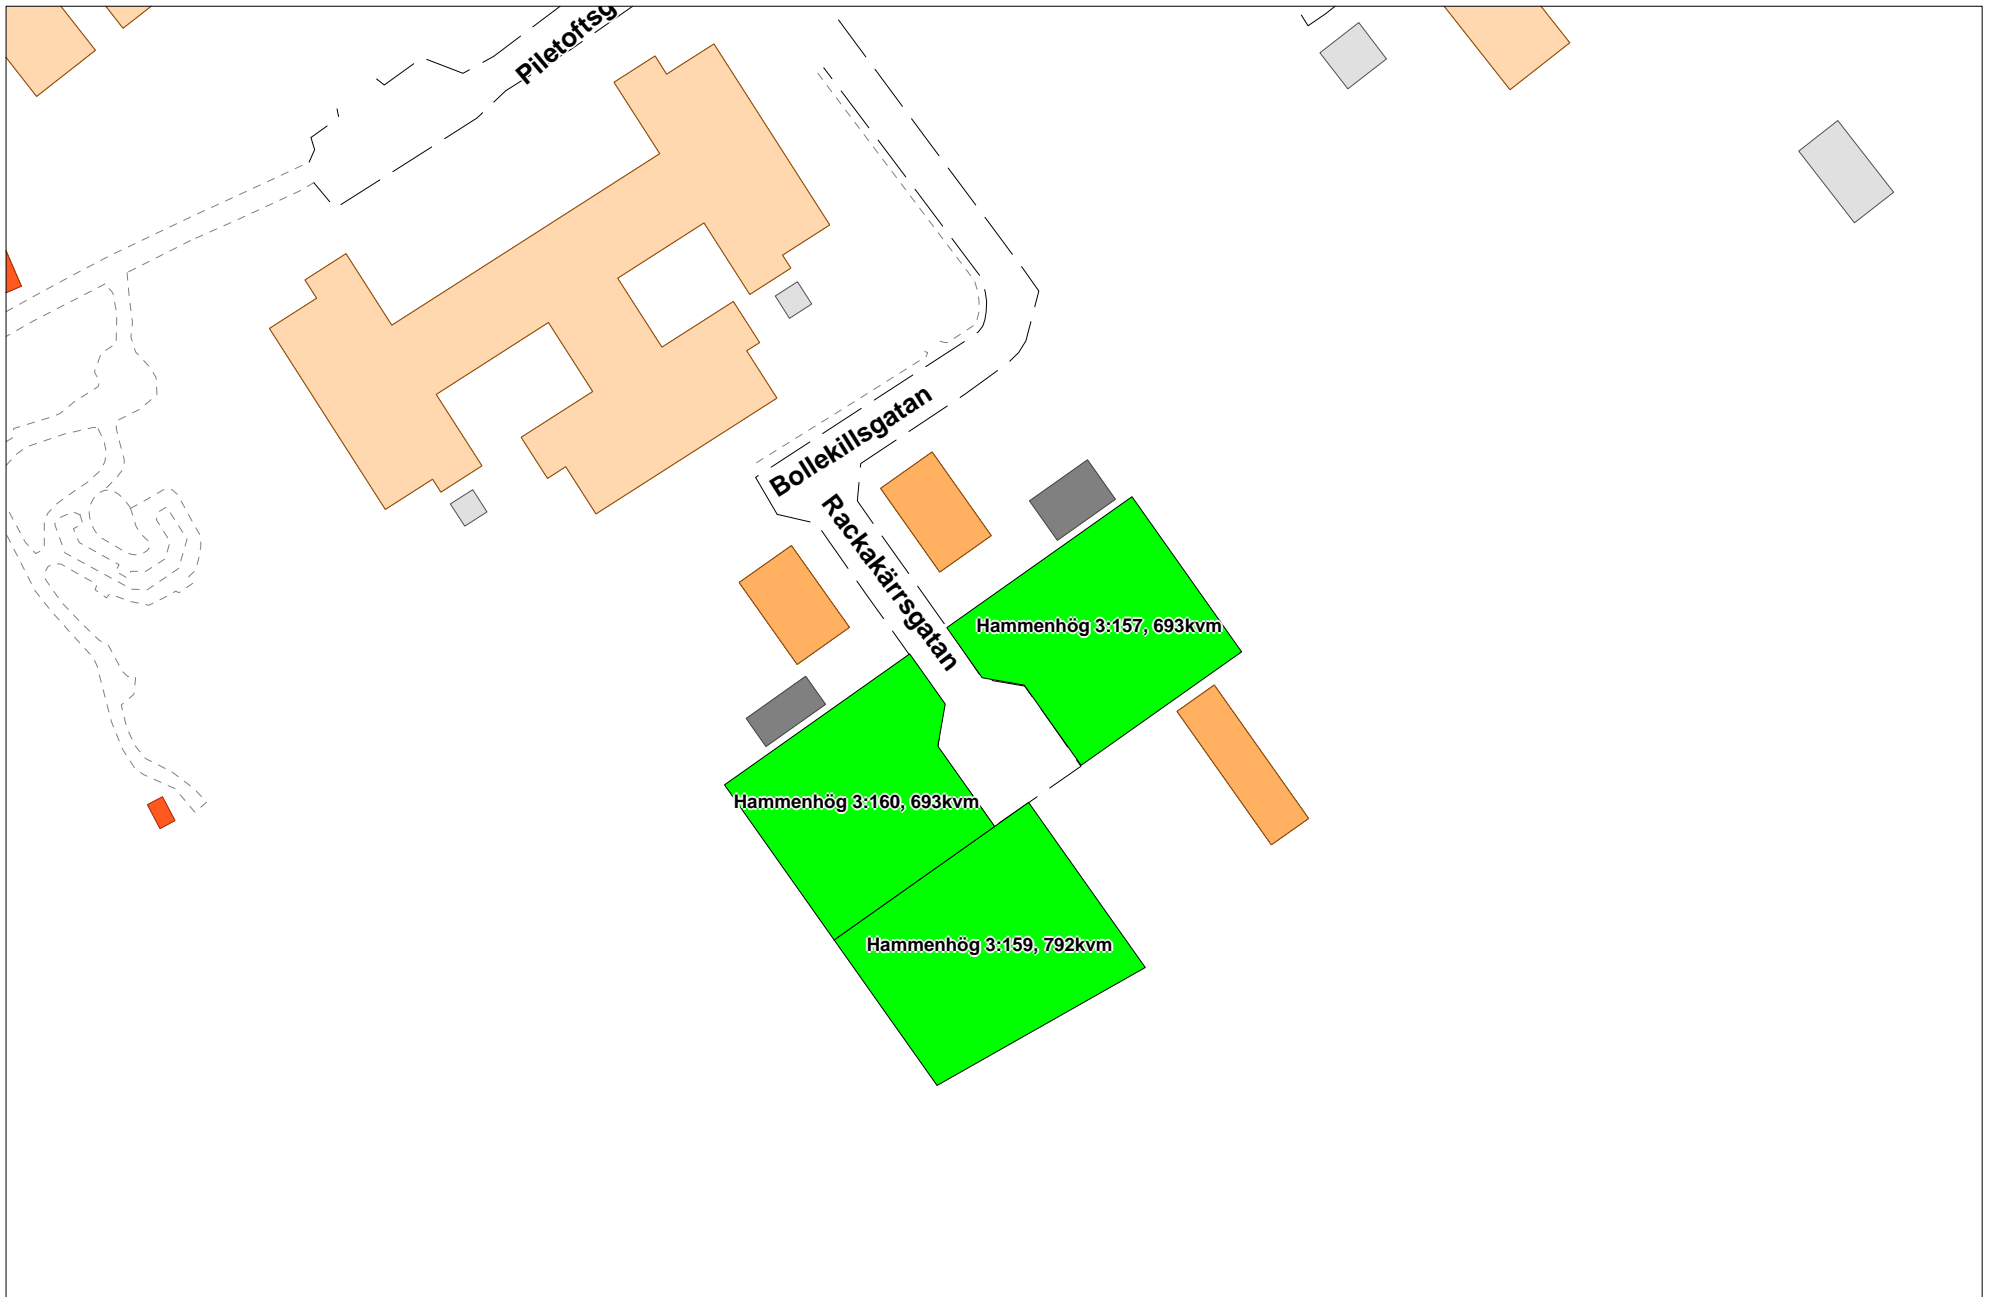 Piletoftsg
Bollekillsgatan
Rackakärrsgatan
Hammenhög 3:157, 693kvm
Hammenhög 3:160, 693kvm
Hammenhög 3:159, 792kvm